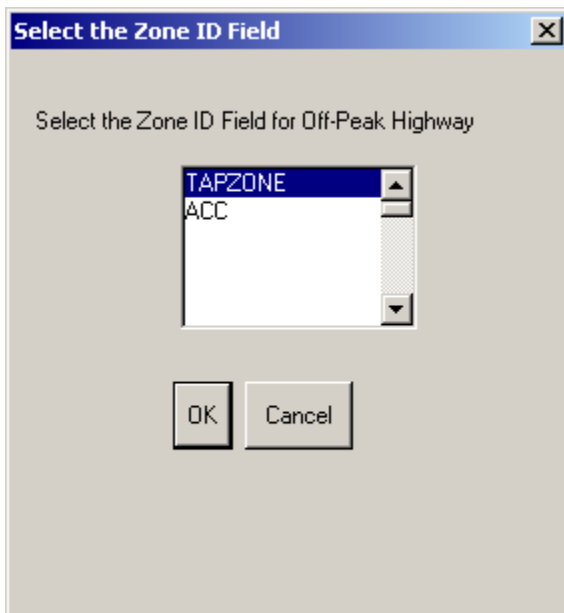 Select the Zone ID Field
Select the Zone ID Field for Off-Peak Highway
TAPZONE
ACC
OK Cancel